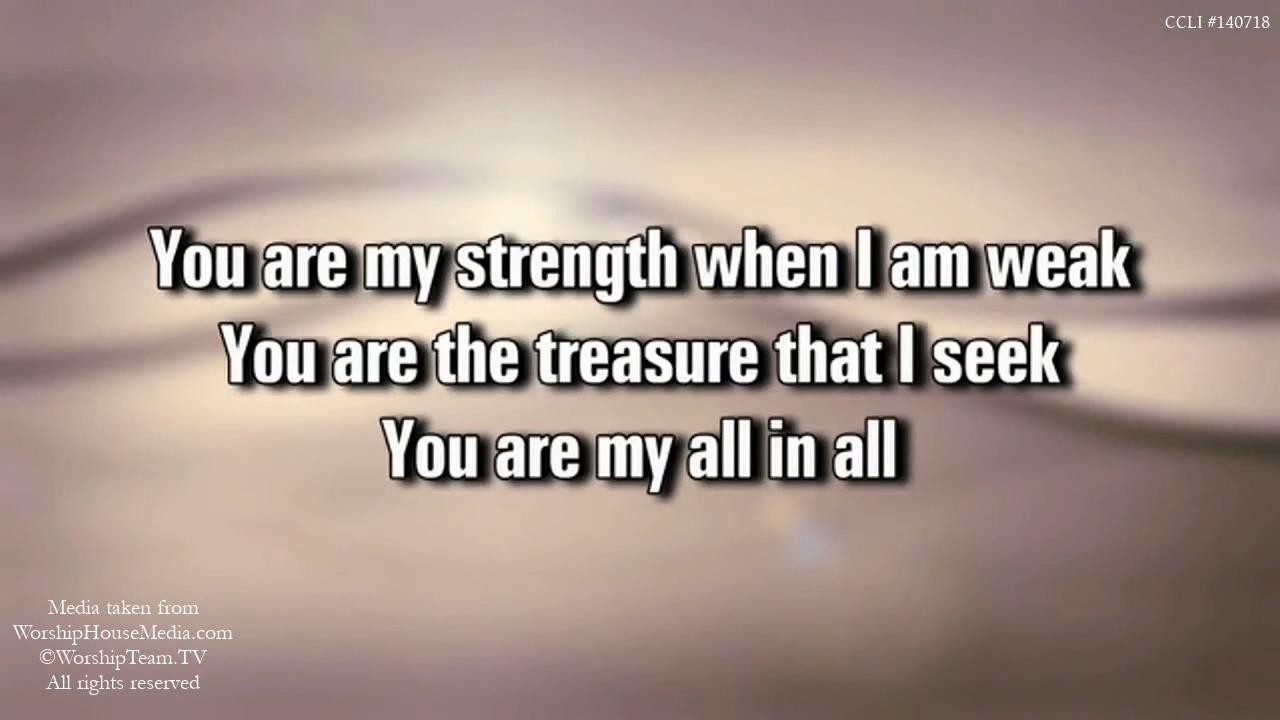 CCLI #140718
You are my strength when I am weak
You are the treasure that I seek
You are my all in all
Media taken from
WorshipHouseMedia.com
©WorshipTeam.TV
All rights reserved